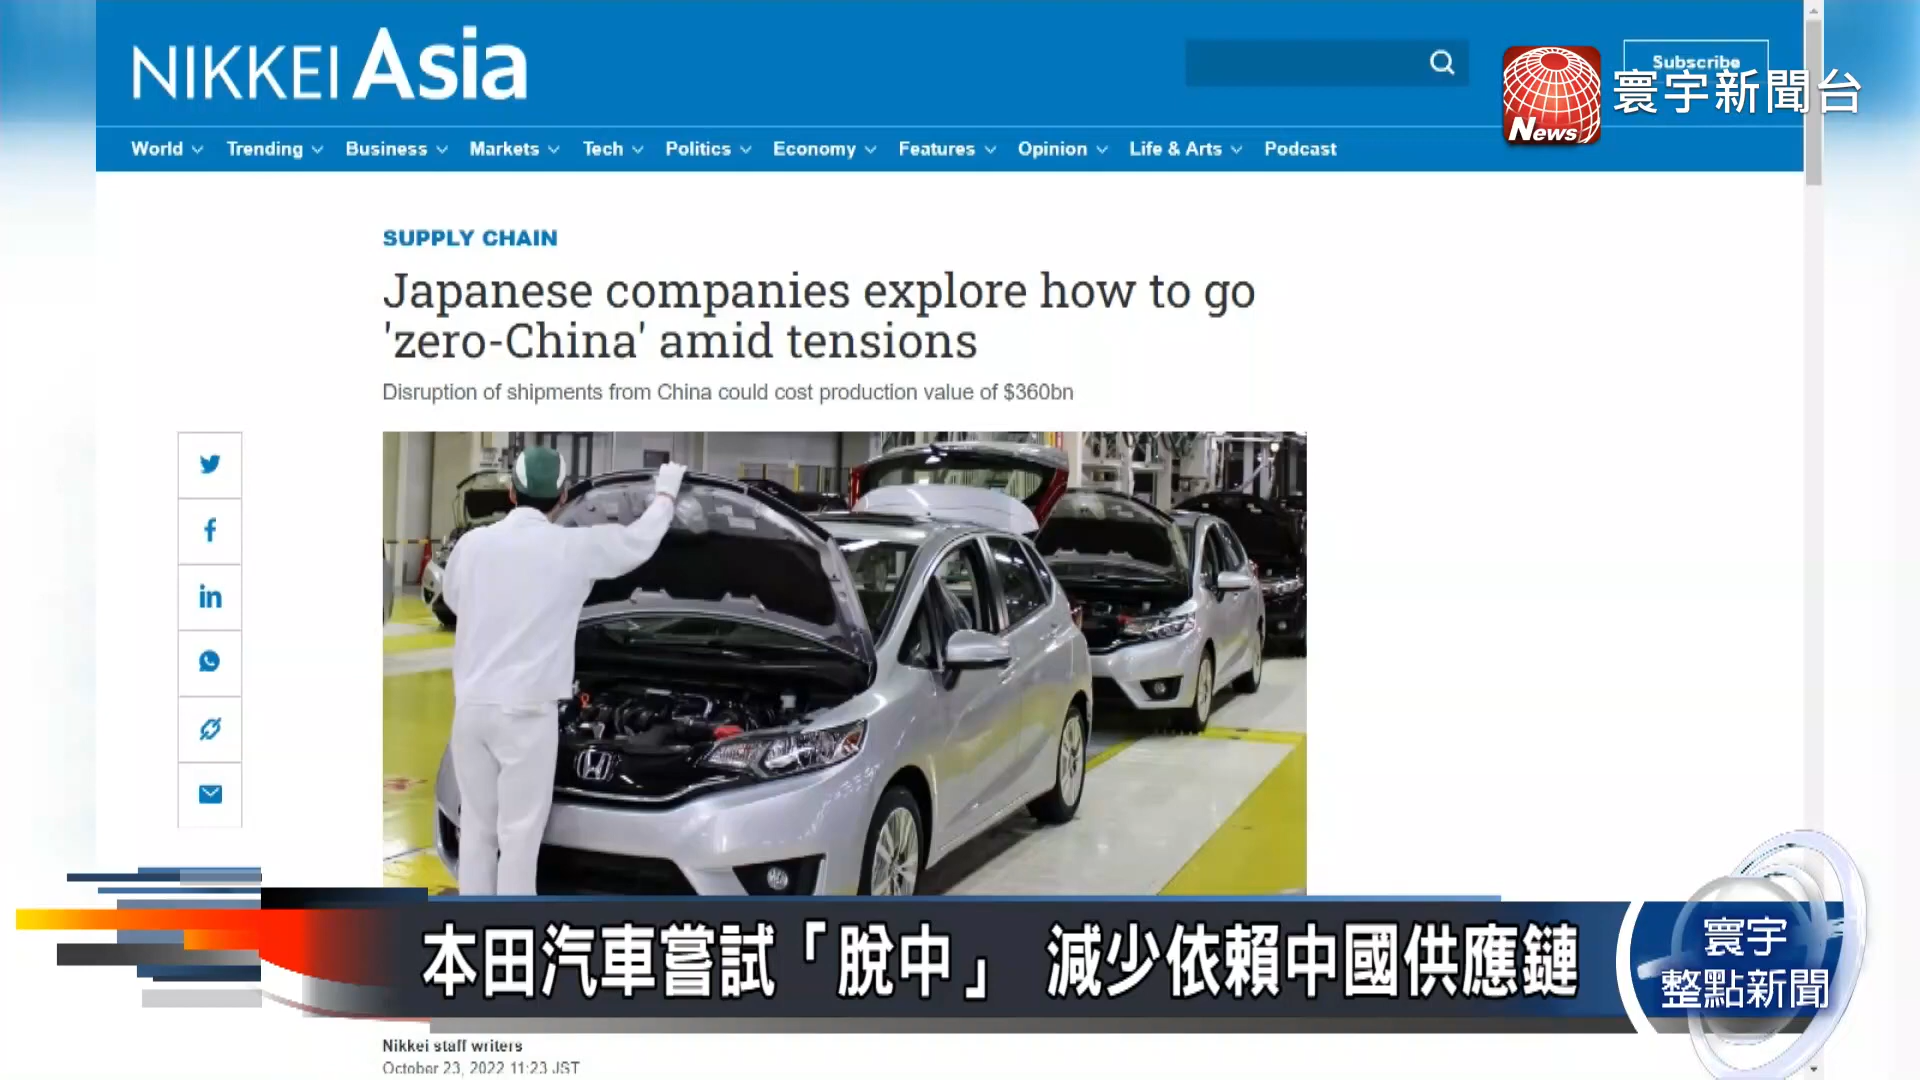 NIKKEI Asia
Subscribe
News
寰宇新聞台
World Trending Business Markets Tech Politics Economy Features Opinion Life & Arts Podcast
SUPPLY CHAIN
Japanese companies explore how to go
'zero-China' amid tensions
Disruption of shipments from China could cost production value of $360bn
in
本田汽車嘗試「脫中」 減少依賴中國供應鏈
寰宇
整點新聞
Nikkei staff writers
October 23, 2022 11:23 JST